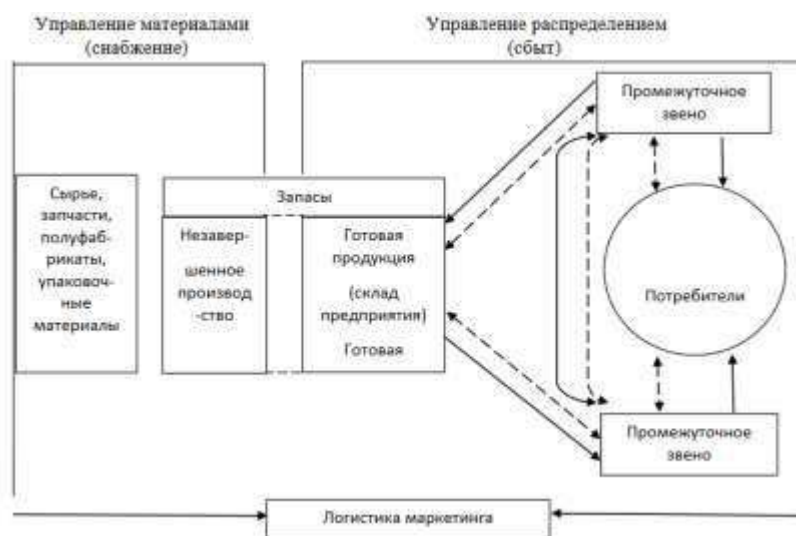 Управление материалами
(снабжение)
Управление распределением
(сбыт)
Промежуточное
звено
Сырье,
запчасти,
полуфаб-
рикаты,
упаковоч-
ные
материалы
Запасы
Незавер-
шенное
производ
-ство
Готовая
продукция
(склад
предприятия)
Готовая
Потребители
Промежуточное
звено
Логистика маркетинга